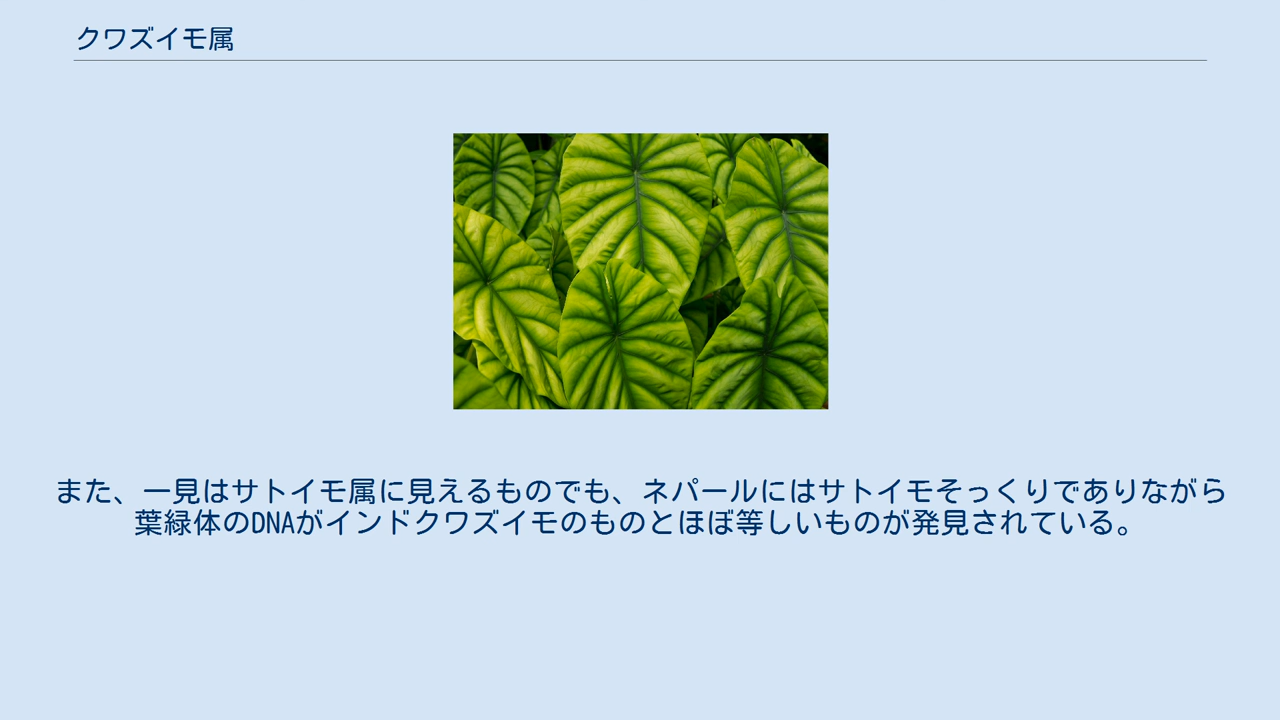 クワズイモ属
また、一見はサトイモ属に見えるものでも、ネパールにはサトイモそっくりでありながら
葉緑体のDNAがインドクワズイモのものとほぼ等しいものが発見されている。